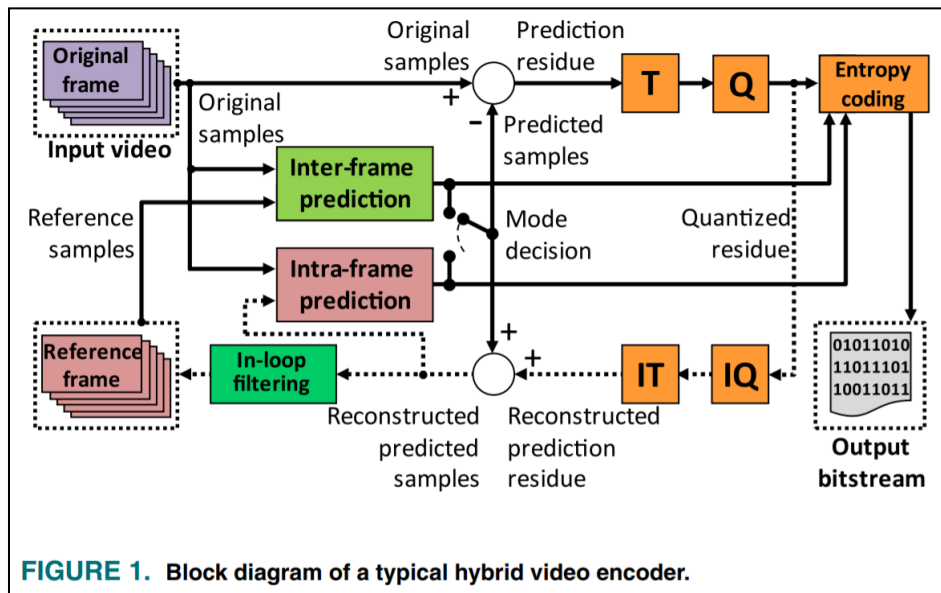 Original
frame
Input video
Original
samples
Original
samples
Prediction
residue
+
-
T
Q
Entropy
coding
Predicted
samples
Inter-frame
prediction
Reference
samples
Mode
decision
Quantized
residue
Intra-frame
prediction
Reference
frame
In-loop
filtering
+
+
IT
IQ
01011010
11011101
10011011
Reconstructed
predicted
samples
Reconstructed
prediction
residue
Output
bitstream
FIGURE 1. Block diagram of a typical hybrid video encoder.